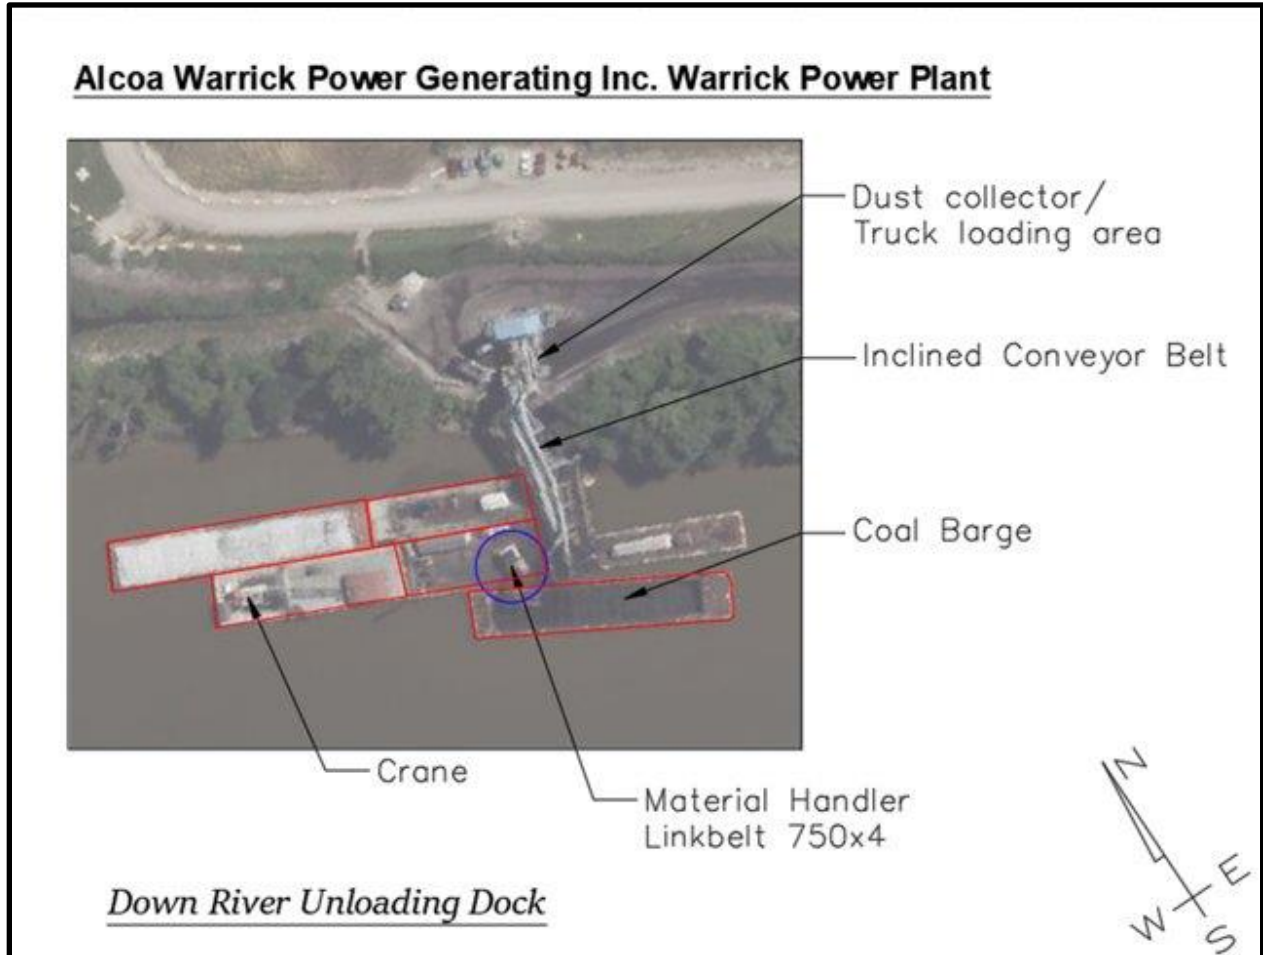 Alcoa Warrick Power Generating Inc. Warrick Power Plant
Dust collector/
Truck loading area
Inclined Conveyor Belt
Coal Barge
Crane
Material Handler
Linkbelt 750x4
Down River Unloading Dock
N
E
W
S